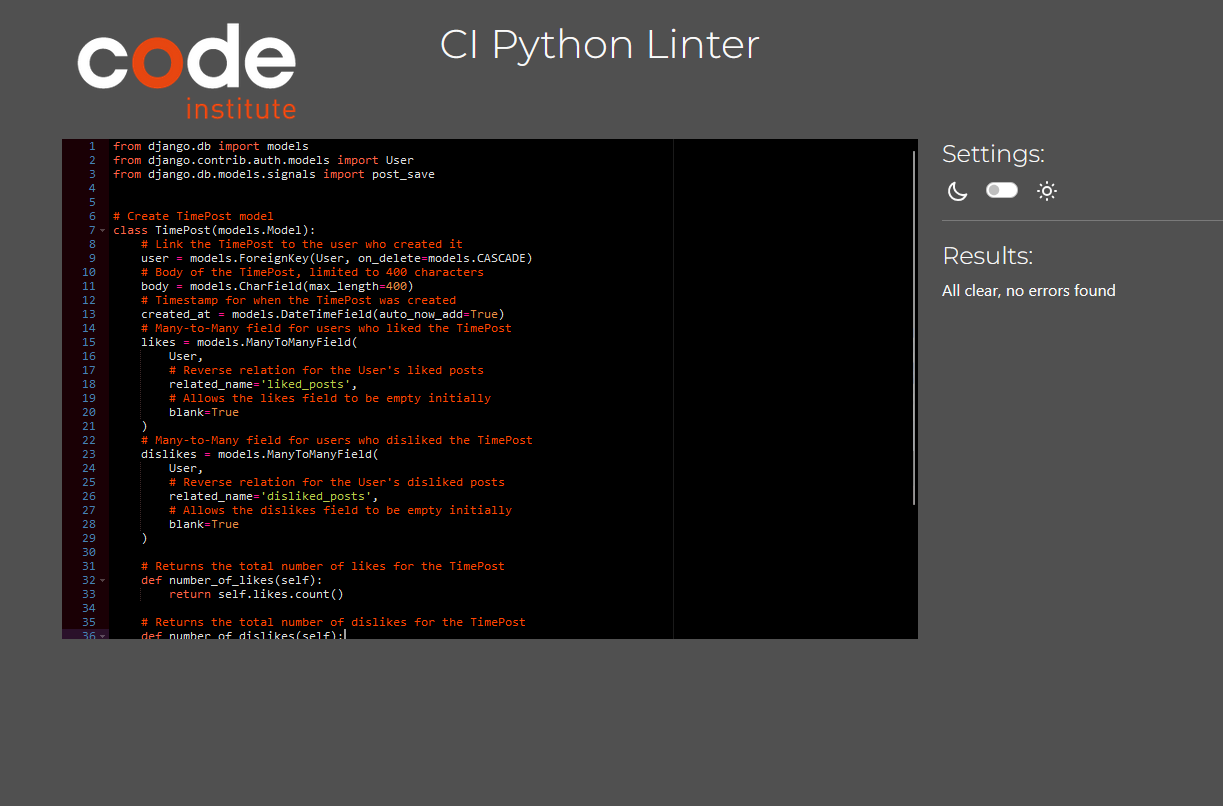 code
institute
CI Python Linter
1 from django.db import models
2 from django.contrib.auth.models import User
3 from django.db.models.signals import post_save
4
5
6 # Create TimePost model
7 class TimePost(models.Model):
8     # Link the TimePost to the user who created it
9     user = models.ForeignKey(User, on_delete=models.CASCADE)
10     # Body of the TimePost, limited to 400 characters
11     body = models.CharField(max_length=400)
12     # Timestamp for when the TimePost was created
13     created_at = models.DateTimeField(auto_now_add=True)
14     # Many-to-Many field for users who liked the TimePost
15     likes = models.ManyToManyField(
16         User,
17         # Reverse relation for the User's liked posts
18         related_name='liked_posts',
19         # Allows the likes field to be empty initially
20         blank=True
21     )
22     # Many-to-Many field for users who disliked the TimePost
23     dislikes = models.ManyToManyField(
24         User,
25         # Reverse relation for the User's disliked posts
26         related_name='disliked_posts',
27         # Allows the dislikes field to be empty initially
28         blank=True
29     )
30
31     # Returns the total number of likes for the TimePost
32     def number_of_likes(self):
33         return self.likes.count()
34
35     # Returns the total number of dislikes for the TimePost
36     def number_of_dislikes(self):
Settings:
Results:
All clear, no errors found